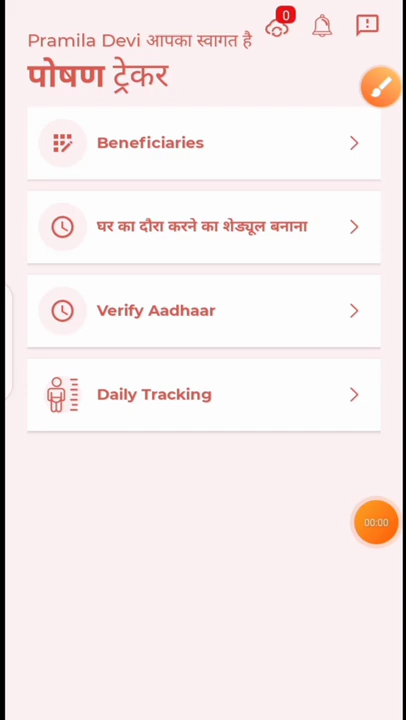 0
Pramila Devi आपका स्वागत है
पोषण ट्रेकर
Beneficiaries
घर का दौरा करने का शेड्यूल बनाना
Verify Aadhaar
Daily Tracking
00:00